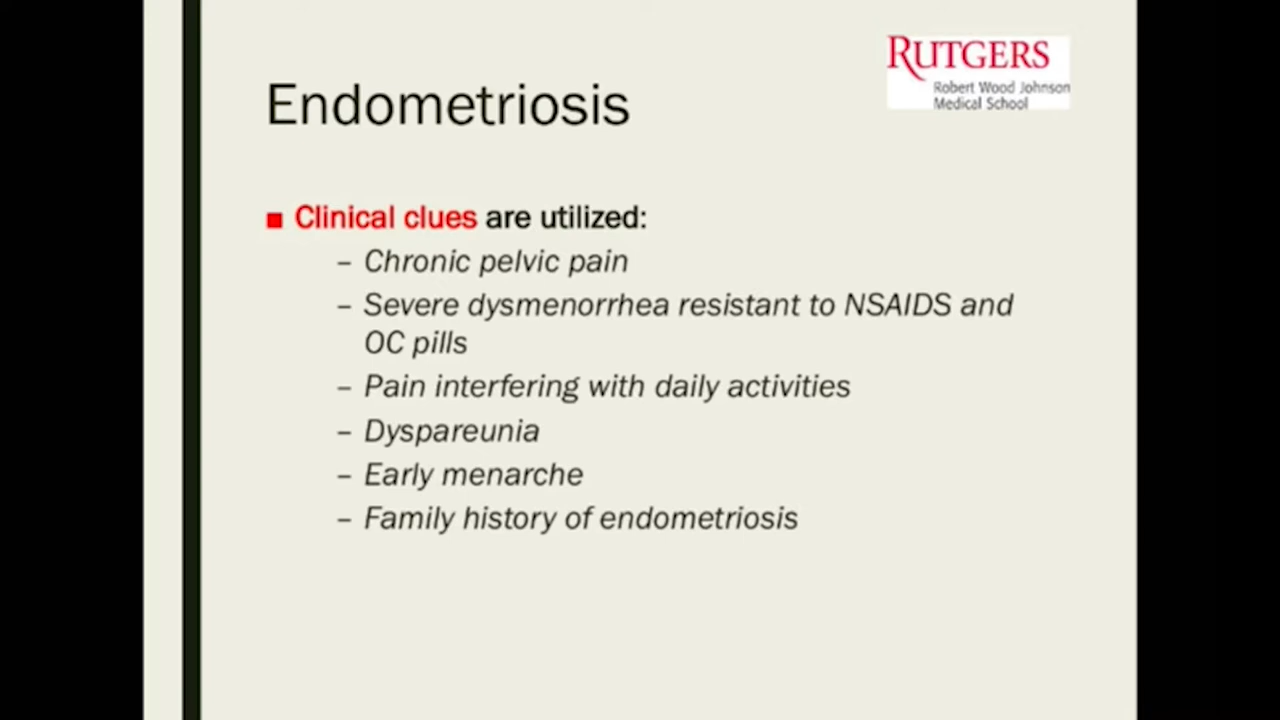 RUTGERS
Robert Wood Johnson
Medical School
Endometriosis
■ Clinical clues are utilized:
– Chronic pelvic pain
– Severe dysmenorrhea resistant to NSAIDS and
OC pills
– Pain interfering with daily activities
– Dyspareunia
– Early menarche
– Family history of endometriosis